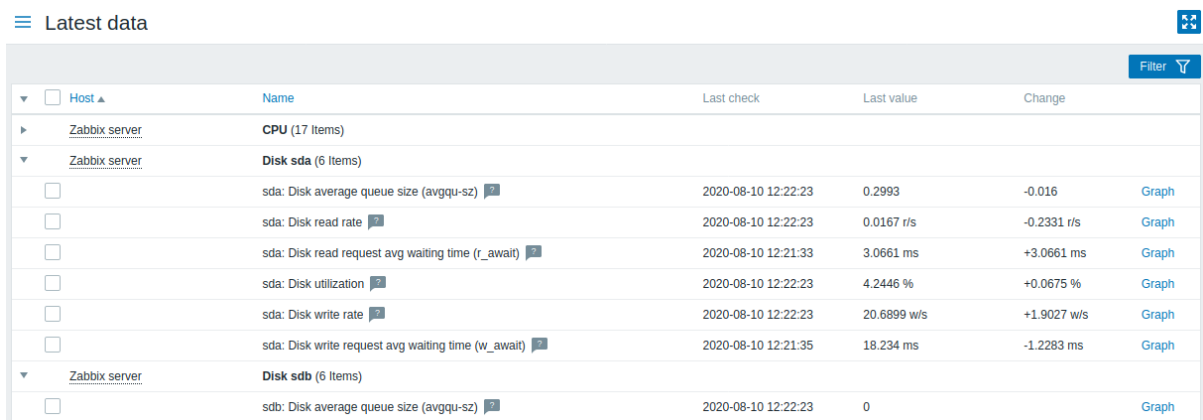 Latest data
Filter
Host Name Last check Last value Change
Zabbix server CPU (17 Items)
Zabbix server Disk sda (6 Items)
sda: Disk average queue size (avgqu-sz) ? 2020-08-10 12:22:23 0.2993 -0.016 Graph
sda: Disk read rate ? 2020-08-10 12:22:23 0.0167 r/s -0.2331 r/s Graph
sda: Disk read request avg waiting time (r_await) ? 2020-08-10 12:21:33 3.0661 ms +3.0661 ms Graph
sda: Disk utilization ? 2020-08-10 12:22:23 4.2446 % +0.0675 % Graph
sda: Disk write rate ? 2020-08-10 12:22:23 20.6899 w/s +1.9027 w/s Graph
sda: Disk write request avg waiting time (w_await) ? 2020-08-10 12:21:35 18.234 ms -1.2283 ms Graph
Zabbix server Disk sdb (6 Items)
sdb: Disk average queue size (avgqu-sz) ? 2020-08-10 12:22:23 0 Graph